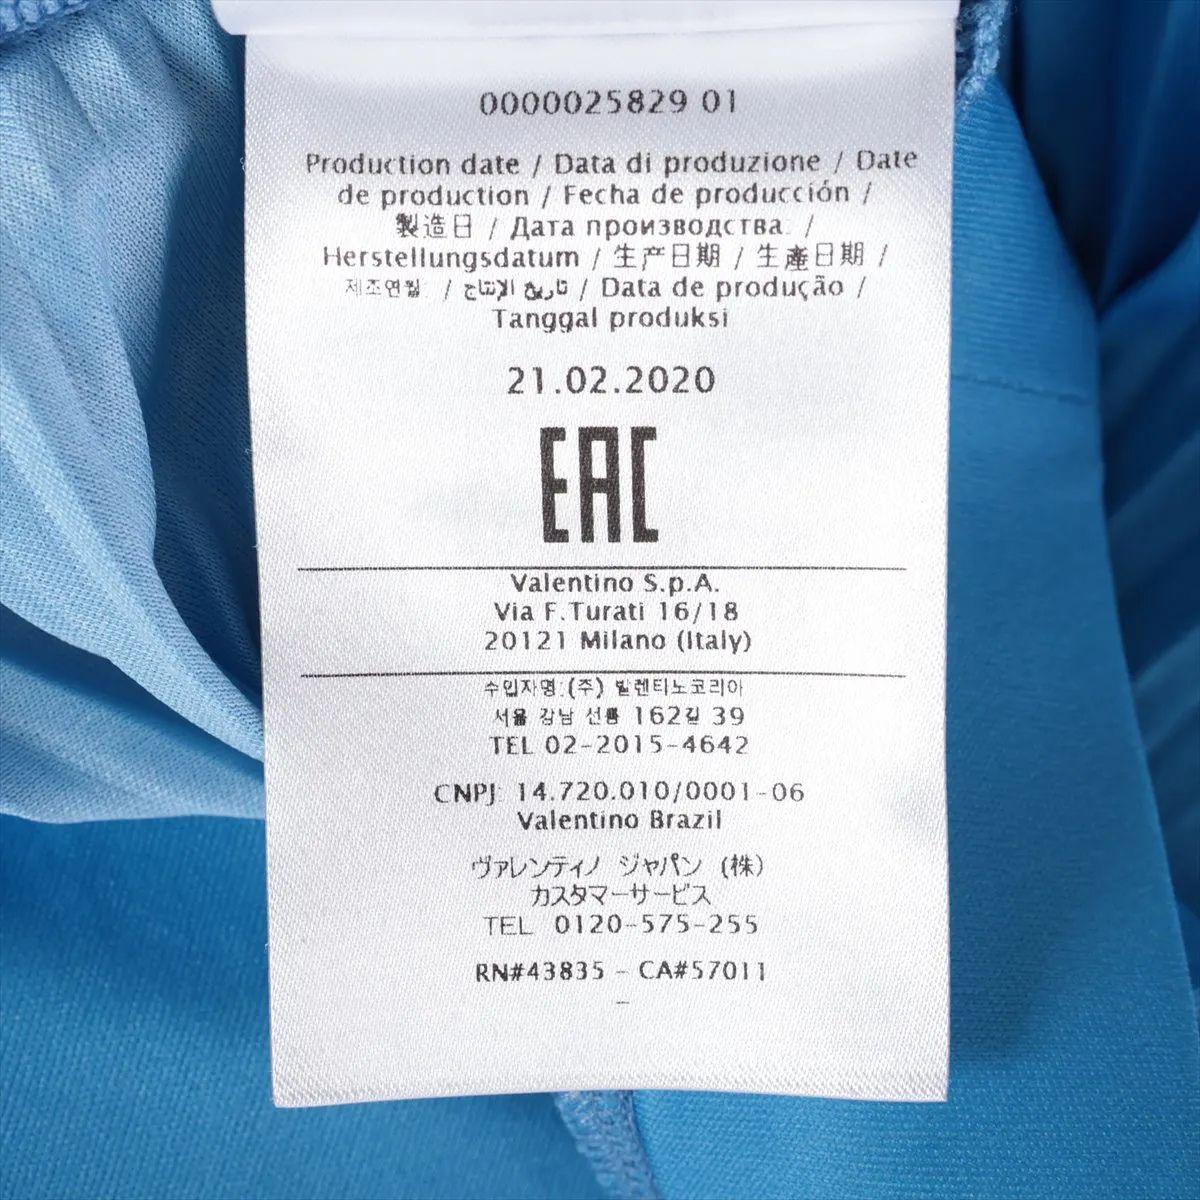 0000025829 01
Production date / Data di produzione / Date
de production / Fecha de producción /
製造日 / Дата производства: /
Herstellungsdatum / 生产日期 / 生產日期 /
제조연월: / تاريخ الإنتاج / Data de produção /
Tanggal produksi
21.02.2020
EAC
Valentino S.p.A.
Via F.Turati 16/18
20121 Milano (Italy)
수입자명:(주) 발렌티노코리아
서울 강남 선릉 162길 39
TEL 02-2015-4642
CNPJ: 14.720.010/0001-06
Valentino Brazil
ヴァレンティノ ジャパン (株)
カスタマーサービス
TEL 0120-575-255
RN#43835 - CA#57011
-